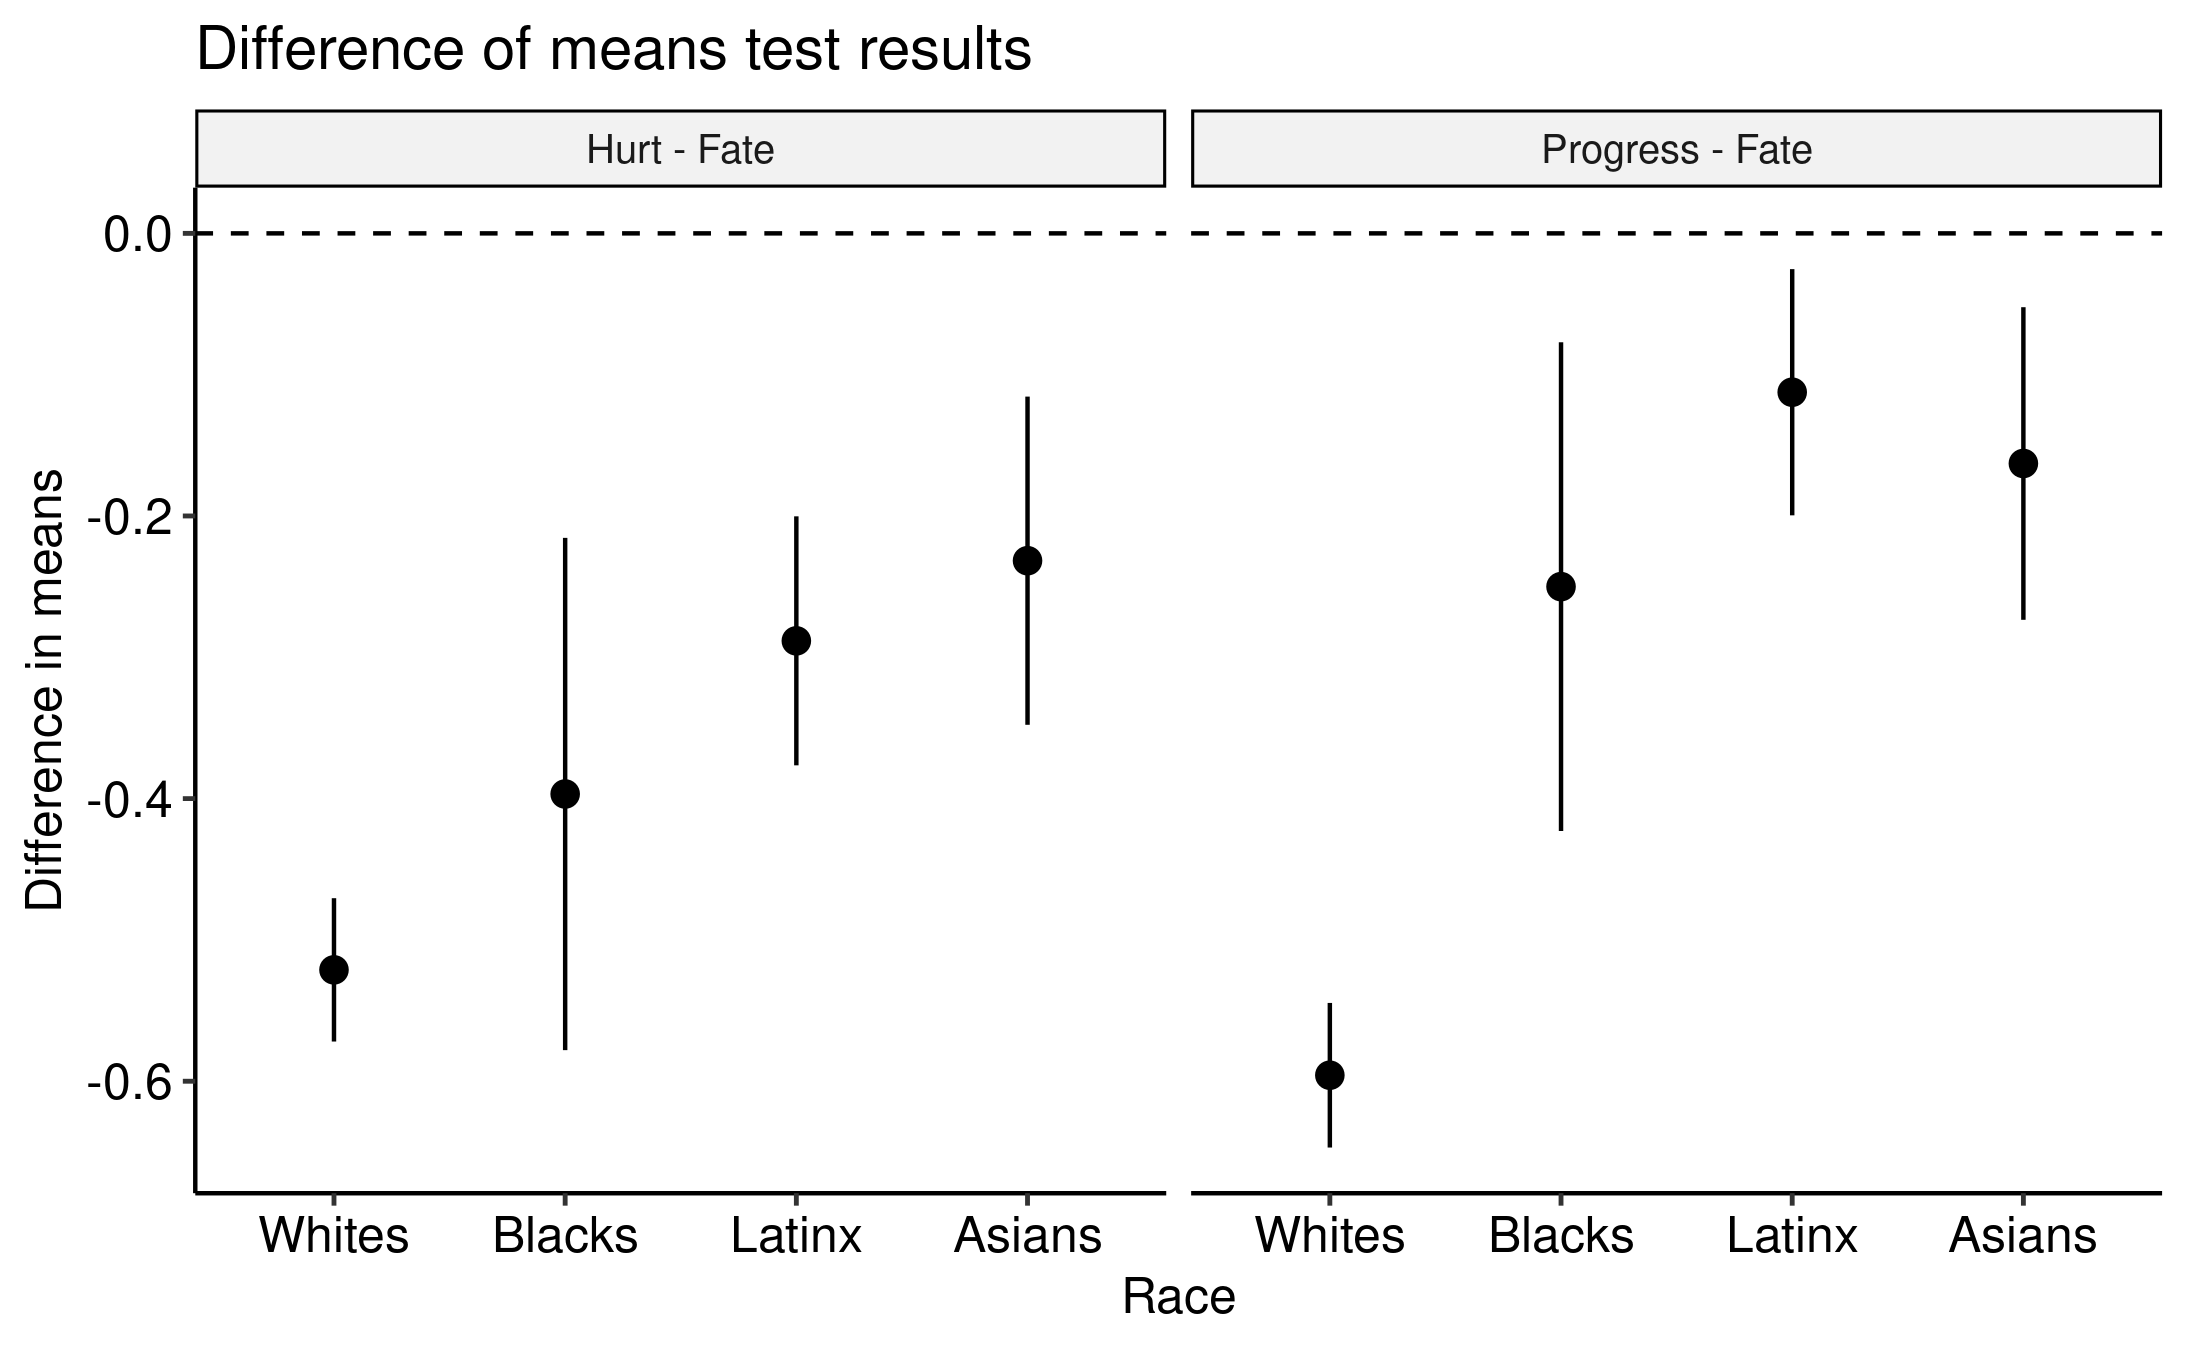 Difference of means test results
Hurt - Fate
Progress - Fate
Difference in means
0.0
-0.2
-0.4
-0.6
Whites
Blacks
Latinx
Asians
Whites
Blacks
Latinx
Asians
Race